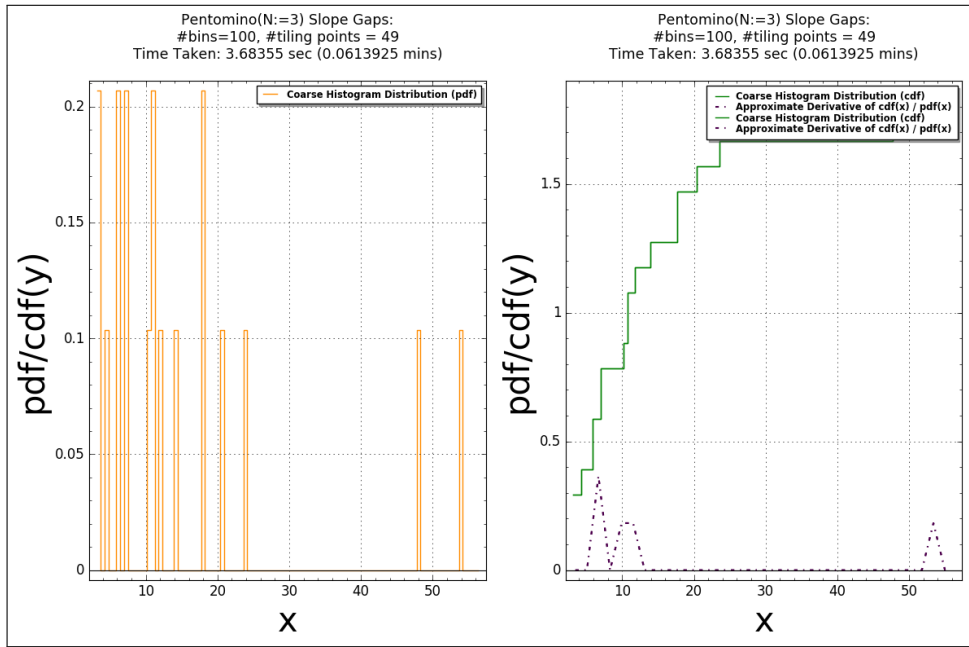 Pentomino(N:=3) Slope Gaps:
#bins=100, #tiling points = 49
Time Taken: 3.68355 sec (0.0613925 mins)
Coarse Histogram Distribution (pdf)
0.2
0.15
0.1
0.05
0
pdf/cdf(y)
10
20
30
40
50
x
Pentomino(N:=3) Slope Gaps:
#bins=100, #tiling points = 49
Time Taken: 3.68355 sec (0.0613925 mins)
Coarse Histogram Distribution (cdf)
Approximate Derivative of cdf(x) / pdf(x)
Coarse Histogram Distribution (cdf)
Approximate Derivative of cdf(x) / pdf(x)
1.5
1
0.5
0
pdf/cdf(y)
10
20
30
40
50
x